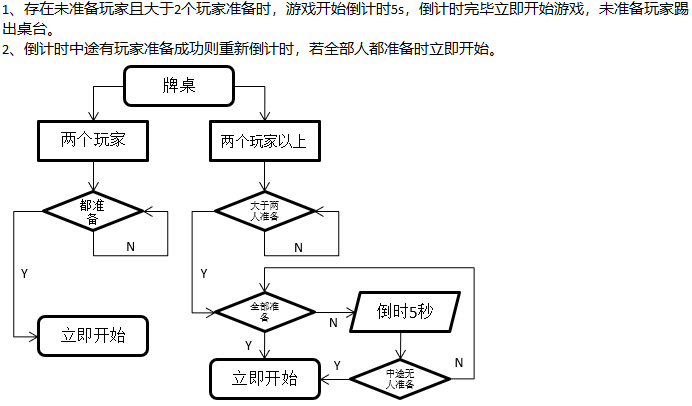 1、存在未准备玩家且大于2个玩家准备时，游戏开始倒计时5s，倒计时完毕立即开始游戏，未准备玩家踢
出桌台。
2、倒计时中途有玩家准备成功则重新倒计时，若全部人都准备时立即开始。
牌桌
两个玩家
两个玩家以上
都准
备
大于两
人准备
N
N
Y
Y
全部准
备
倒时5秒
N
Y
立即开始
立即开始
Y
中途无
人准备
N